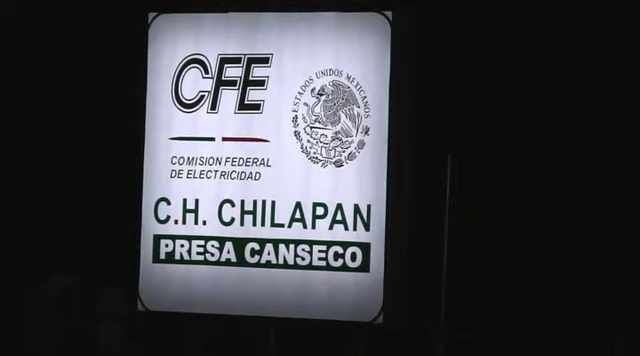 CFE
ESTADOS UNIDOS MEXICANOS
COMISION FEDERAL
DE ELECTRICIDAD
C.H. CHILAPAN
PRESA CANSECO